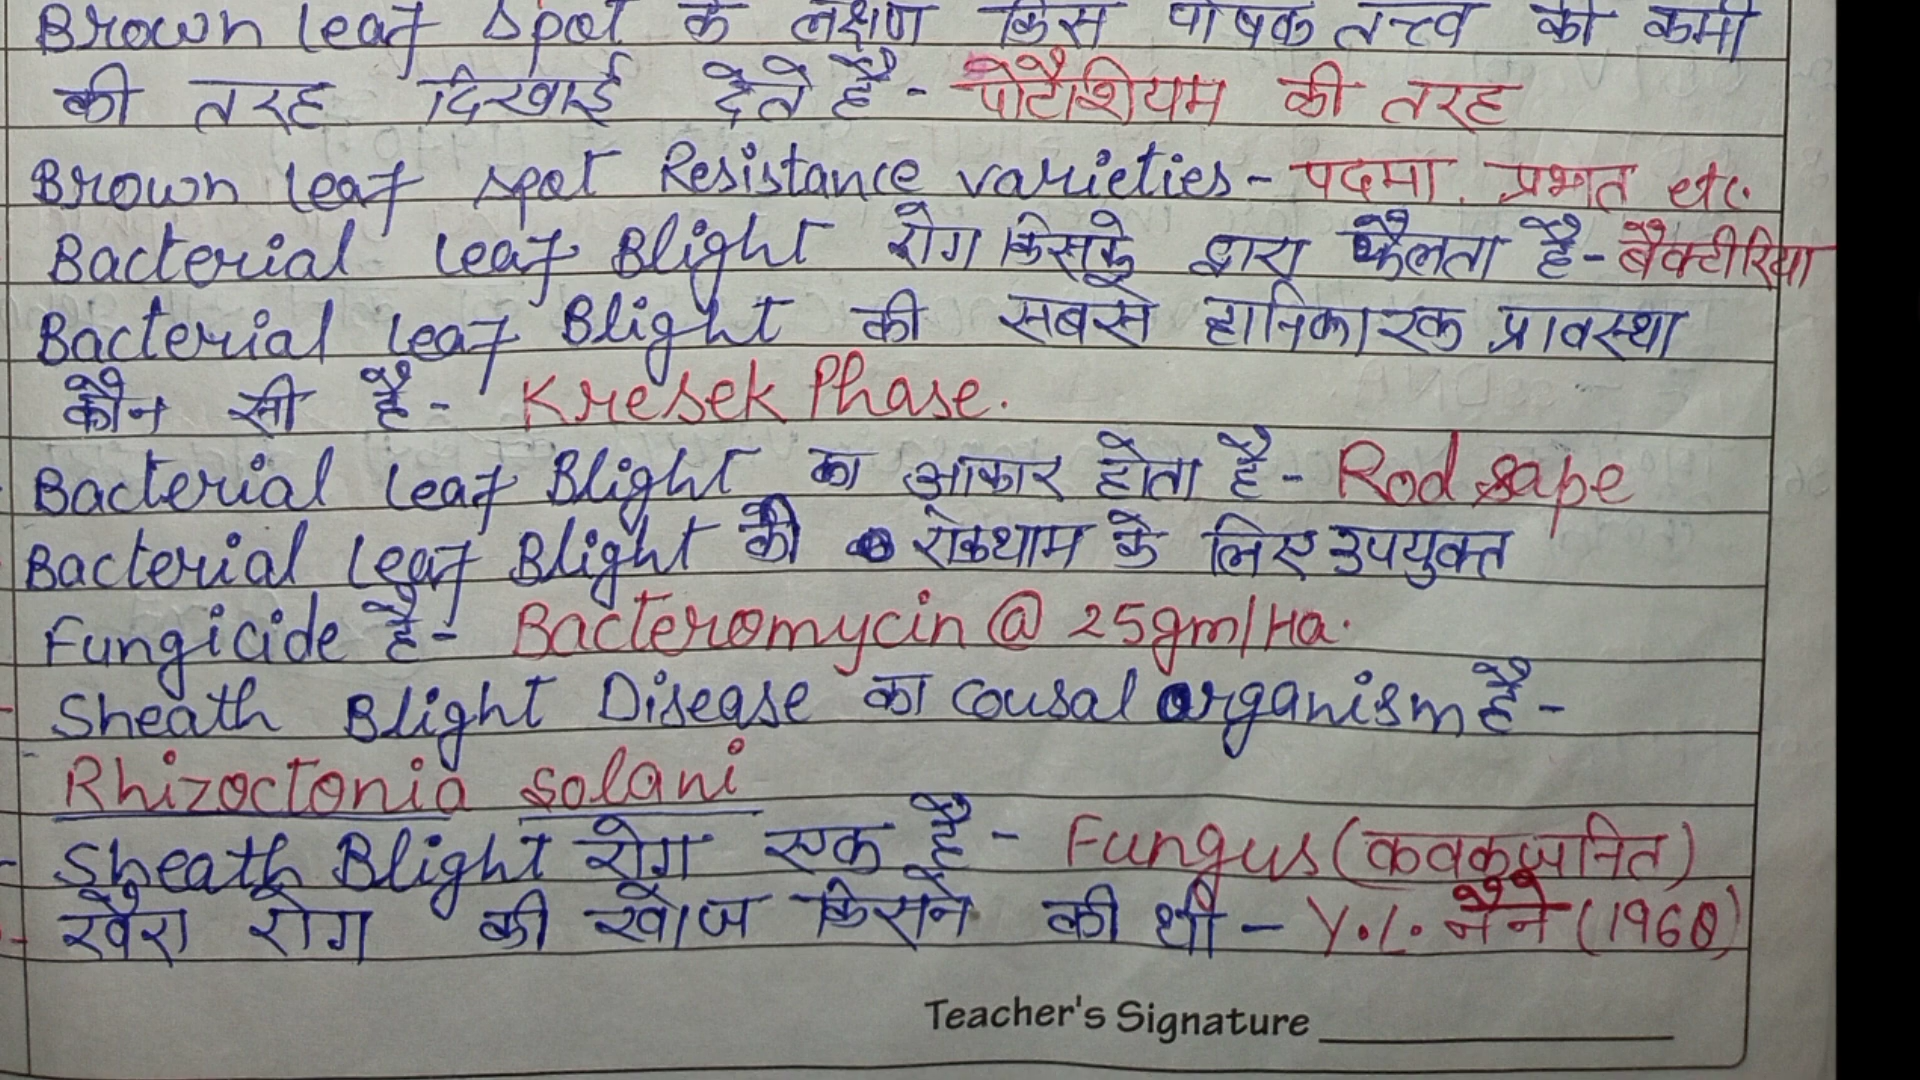 Brown leaf spot के लक्षण किस पोषक तत्त्व की कमी
की तरह दिखाई देते है - पोटैशियम की तरह
Brown leaf spot Resistance varieties - पदमा, प्रभात etc.
Bacterial leaf Blight रोग किसके द्वारा फैलता है - बैक्टीरिया
Bacterial leaf Blight की सबसे हानिकारक प्रावस्था
कौन सी है - Kresek Phase.
Bacterial leaf Blight का आकार होता है - Rod sape
Bacterial leaf Blight की रोकथाम के लिए उपयुक्त
Fungicide है - Bacteromycin @ 25gm/Ha.
Sheath Blight Disease का cousal organism है -
Rhizoctonia solani
Sheath Blight रोग एक है - Fungus (कवकजनित)
खैरा रोग की खोज किसने की थी - Y.L. नैने (1960)
Teacher's Signature